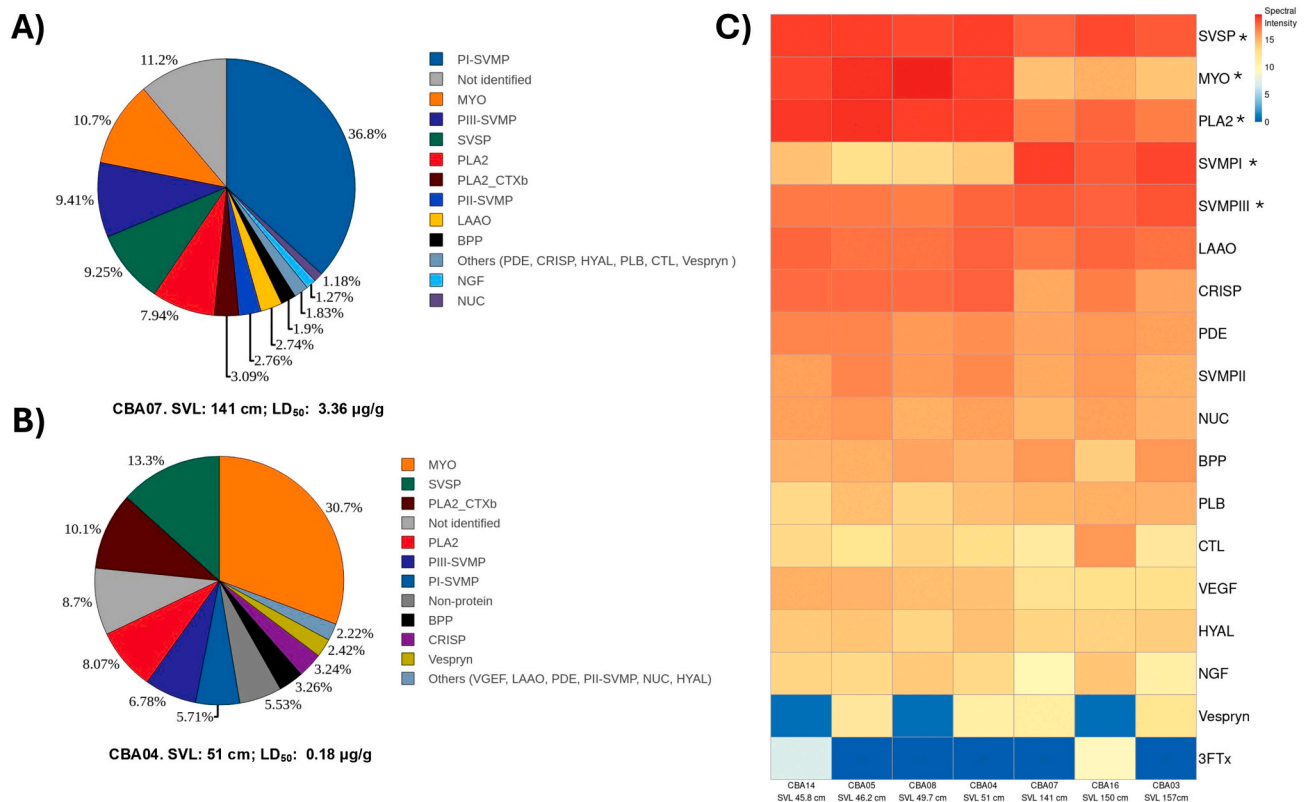 A)
11.2%
10.7%
9.41%
9.25%
7.94%
3.09%
2.76%
2.74%
1.9%
1.83%
1.27%
1.18%
36.8%
PI-SVMP
Not identified
MYO
PIII-SVMP
SVSP
PLA2
PLA2_CTXb
PII-SVMP
LAAO
BPP
Others (PDE, CRISP, HYAL, PLB, CTL, Vespryn )
NGF
NUC
CBA07. SVL: 141 cm; LD₅₀: 3.36 µg/g
B)
13.3%
10.1%
8.7%
8.07%
6.78%
5.71%
5.53%
3.26%
3.24%
2.42%
2.22%
30.7%
MYO
SVSP
PLA2_CTXb
Not identified
PLA2
PIII-SVMP
PI-SVMP
Non-protein
BPP
CRISP
Vespryn
Others (VGEF, LAAO, PDE, PII-SVMP, NUC, HYAL)
CBA04. SVL: 51 cm; LD₅₀: 0.18 µg/g
C)
Spectral
Intensity
15
10
5
0
SVSP *
MYO *
PLA2 *
SVMPI *
SVMPIII *
LAAO
CRISP
PDE
SVMPII
NUC
BPP
PLB
CTL
VEGF
HYAL
NGF
Vespryn
3FTx
CBA14 CBA05 CBA08 CBA04 CBA07 CBA16 CBA03
SVL 45.8 cm SVL 46.2 cm SVL 49.7 cm SVL 51 cm SVL 141 cm SVL 150 cm SVL 157cm